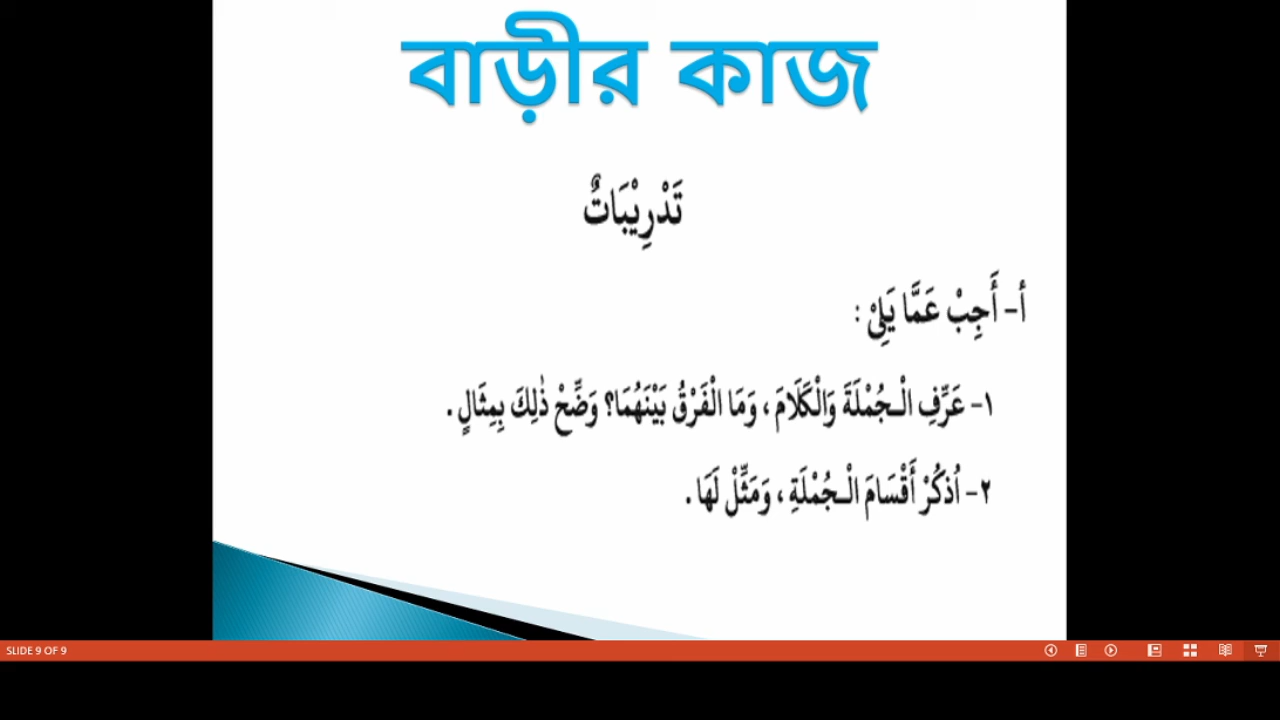 বাড়ীর কাজ
تَدْرِيْبَاتٌ
أ- أَجِبْ عَمَّا يَلِيْ :
١- عَرِّفِ الْـجُمْلَةَ وَالْكَلَامَ ، وَمَا الْفَرْقُ بَيْنَهُمَا؟ وَضِّحْ ذٰلِكَ بِمِثَالٍ .
٢- اُذْكُرْ أَقْسَامَ الْـجُمْلَةِ ، وَمَثِّلْ لَهَا .
SLIDE 9 OF 9